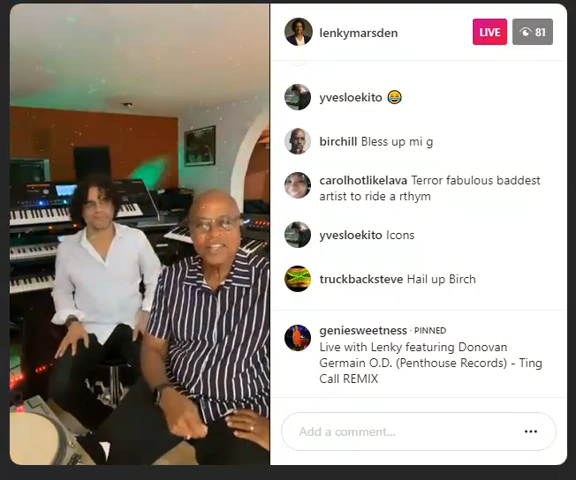 lenkymarsden
LIVE
81
yvesloekito 😂
birchill Bless up mi g
carolhotlikelava Terror fabulous baddest
artist to ride a rthym
yvesloekito Icons
truckbacksteve Hail up Birch
geniesweetness · PINNED
Live with Lenky featuring Donovan
Germain O.D. (Penthouse Records) - Ting
Call REMIX
Add a comment...